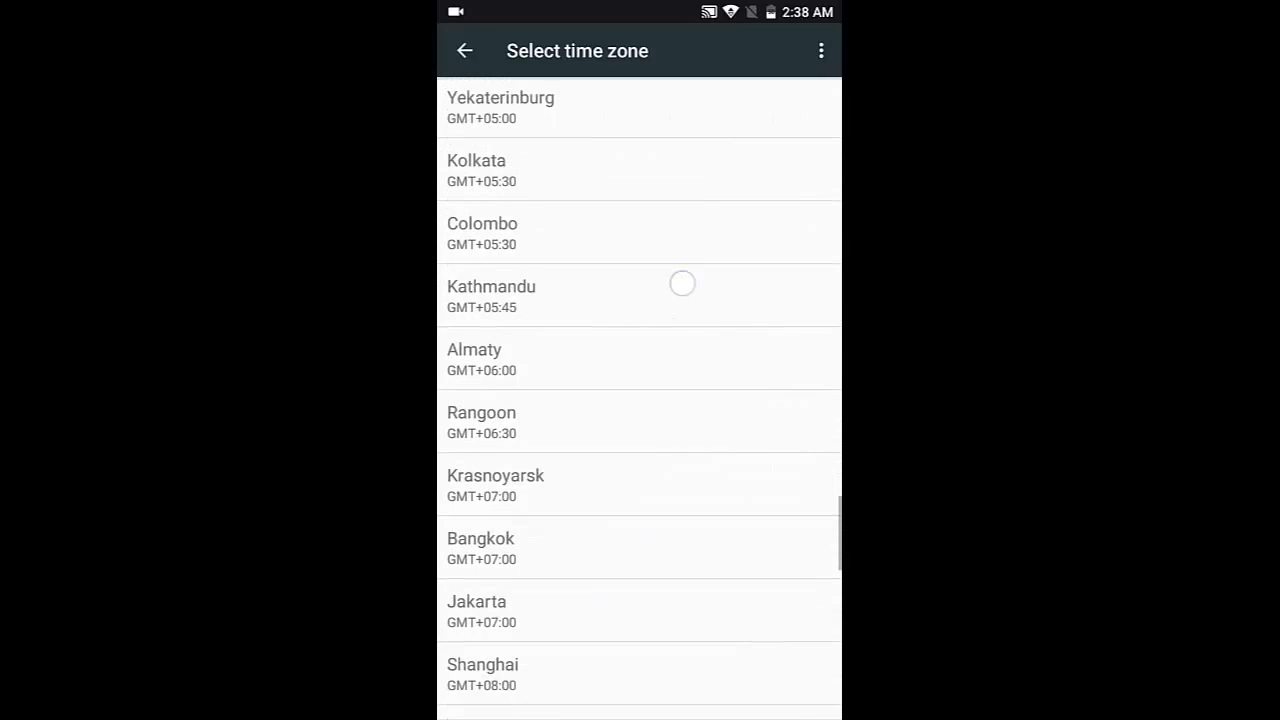 2:38 AM
Select time zone
Yekaterinburg
GMT+05:00
Kolkata
GMT+05:30
Colombo
GMT+05:30
Kathmandu
GMT+05:45
Almaty
GMT+06:00
Rangoon
GMT+06:30
Krasnoyarsk
GMT+07:00
Bangkok
GMT+07:00
Jakarta
GMT+07:00
Shanghai
GMT+08:00